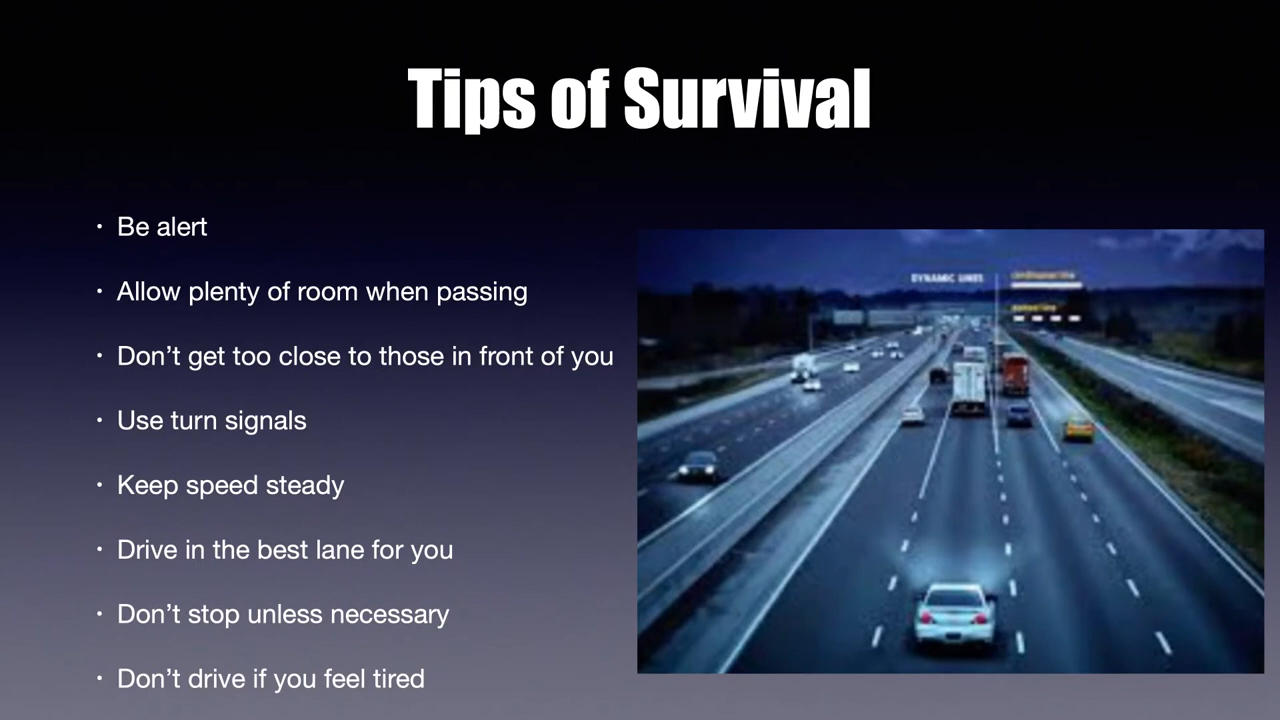 Tips of Survival
• Be alert
• Allow plenty of room when passing
• Don’t get too close to those in front of you
• Use turn signals
• Keep speed steady
• Drive in the best lane for you
• Don’t stop unless necessary
• Don’t drive if you feel tired
DYNAMIC LINES